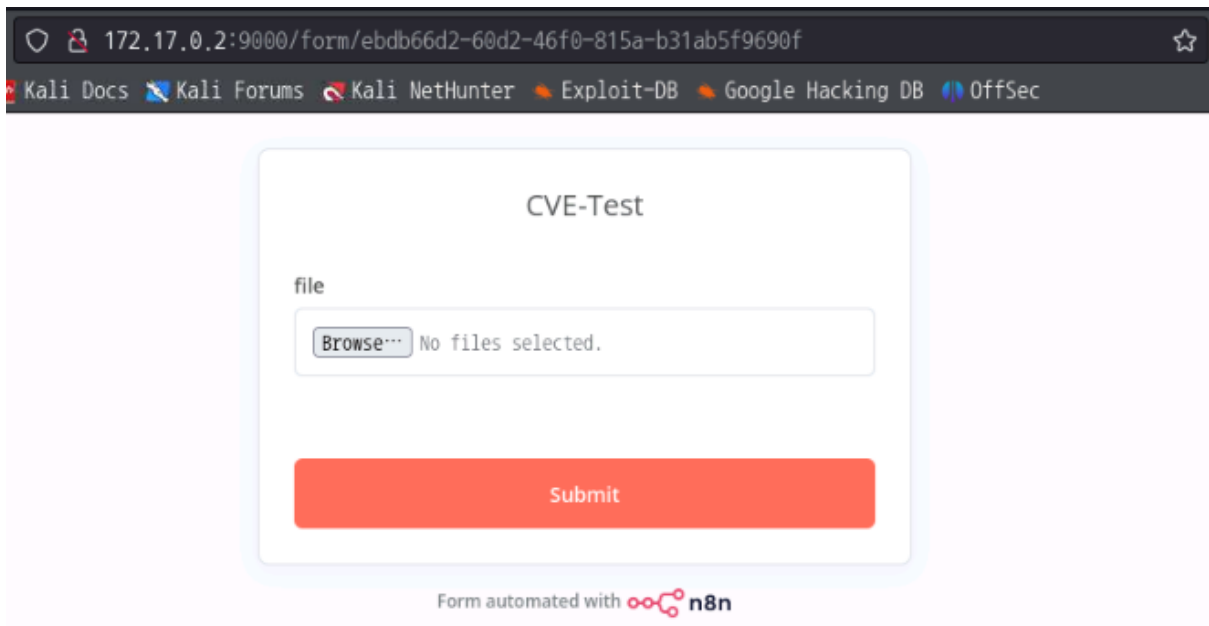 172.17.0.2:9000/form/ebdb66d2-60d2-46f0-815a-b31ab5f9690f
Kali Docs Kali Forums Kali NetHunter Exploit-DB Google Hacking DB OffSec
CVE-Test
file
Browse… No files selected.
Submit
Form automated with n8n